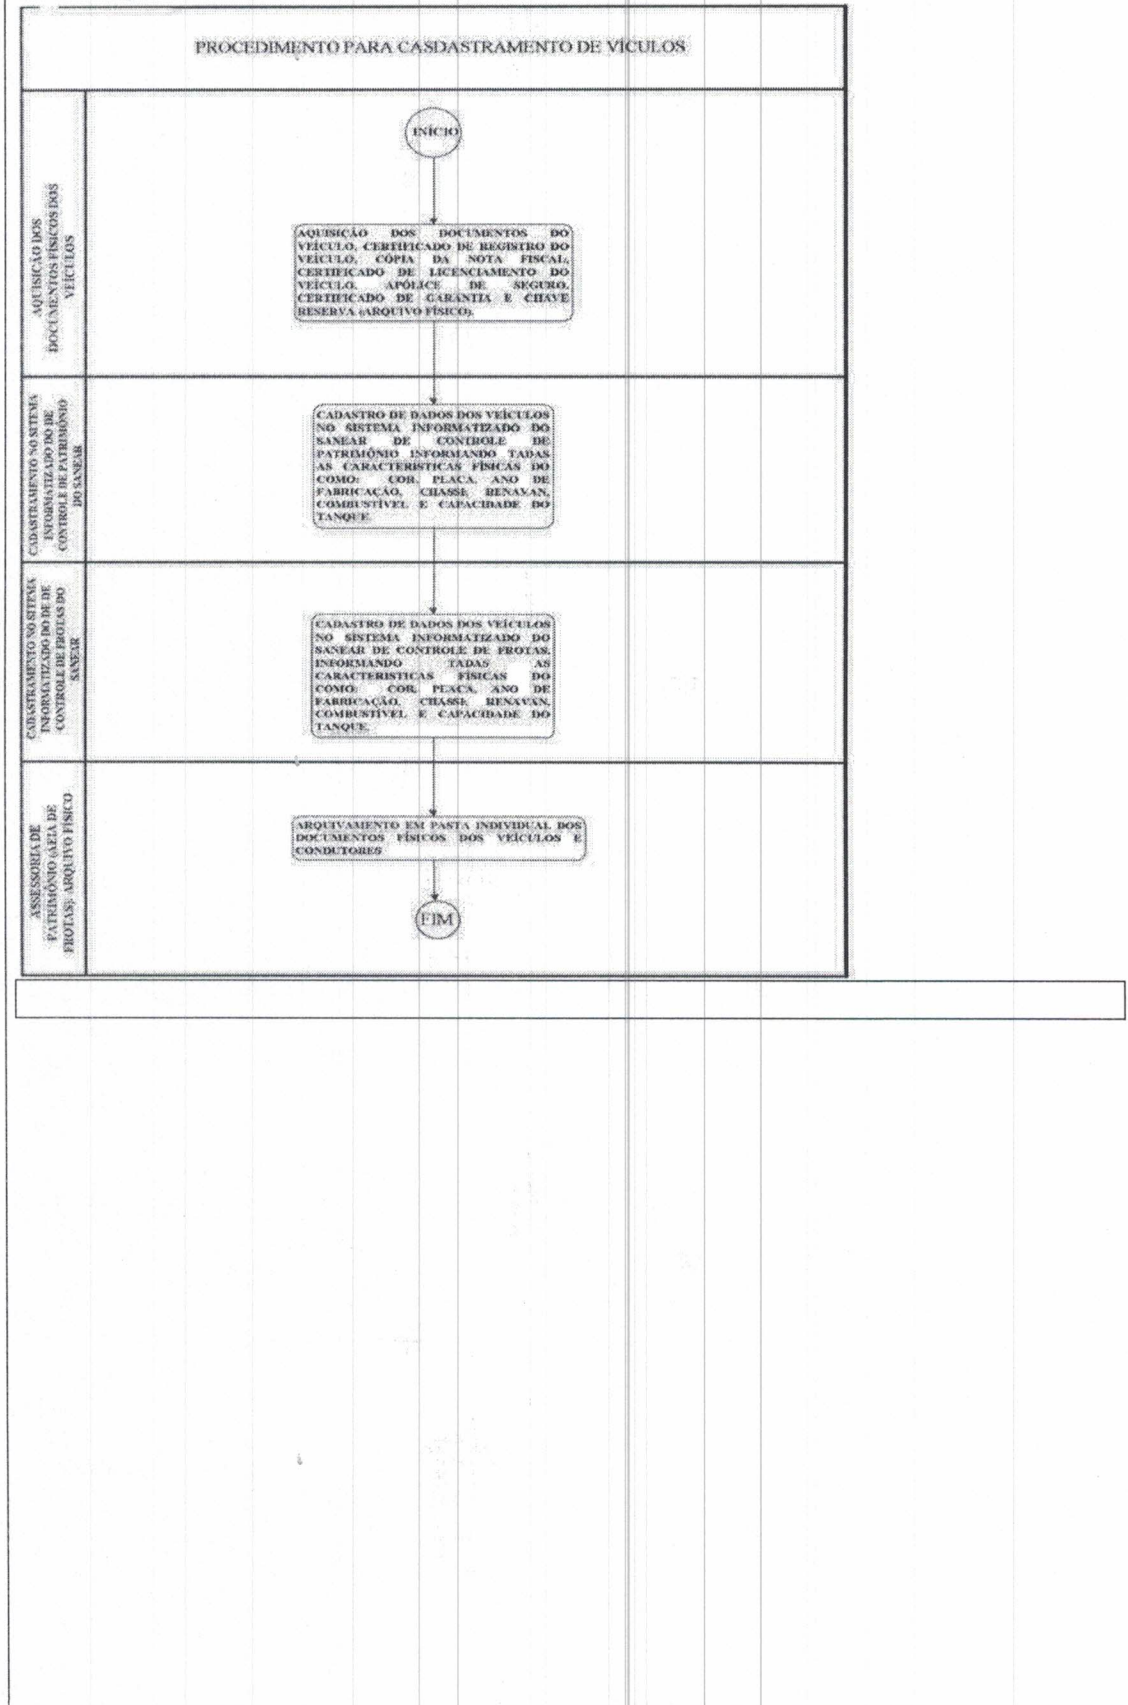 PROCEDIMENTO PARA CASDASTRAMENTO DE VÍCULOS
AQUISIÇÃO DOS
DOCUMENTOS FÍSICOS DOS
VEÍCULOS
INÍCIO
AQUISIÇÃO DOS DOCUMENTOS DO
VEÍCULO, CERTIFICADO DE REGISTRO DO
VEÍCULO, CÓPIA DA NOTA FISCAL,
CERTIFICADO DE LICENCIAMENTO DO
VEÍCULO, APÓLICE DE SEGURO,
CERTIFICADO DE GARANTIA E CHAVE
RESERVA (ARQUIVO FÍSICO).
CADASTRAMENTO NO SITEMA
INFORMATIZADO DO DE
CONTROLE DE PATRIMÔNIO
DO SANEAR
CADASTRO DE DADOS DOS VEÍCULOS
NO SISTEMA INFORMATIZADO DO
SANEAR DE CONTROLE DE
PATRIMÔNIO INFORMANDO TADAS
AS CARACTERISTICAS FÍSICAS DO
COMO: COR, PLACA, ANO DE
FABRICAÇÃO, CHASSE, RENAVAN,
COMBUSTÍVEL E CAPACIDADE DO
TANQUE.
CADASTRAMENTO NO SITEMA
INFORMATIZADO DO DE DE
CONTROLE DE FROTAS DO
SANEAR
CADASTRO DE DADOS DOS VEÍCULOS
NO SISTEMA INFORMATIZADO DO
SANEAR DE CONTROLE DE FROTAS,
INFORMANDO TADAS AS
CARACTERISTICAS FÍSICAS DO
COMO: COR, PLACA, ANO DE
FABRICAÇÃO, CHASSE, RENAVAN,
COMBUSTÍVEL E CAPACIDADE DO
TANQUE.
ASSESSORIA DE
PATRIMÔNIO (AEIA DE
FROTAS): ARQUIVO FÍSICO
ARQUIVAMENTO EM PASTA INDIVIDUAL DOS
DOCUMENTOS FÍSICOS DOS VEÍCULOS E
CONDUTORES
FIM